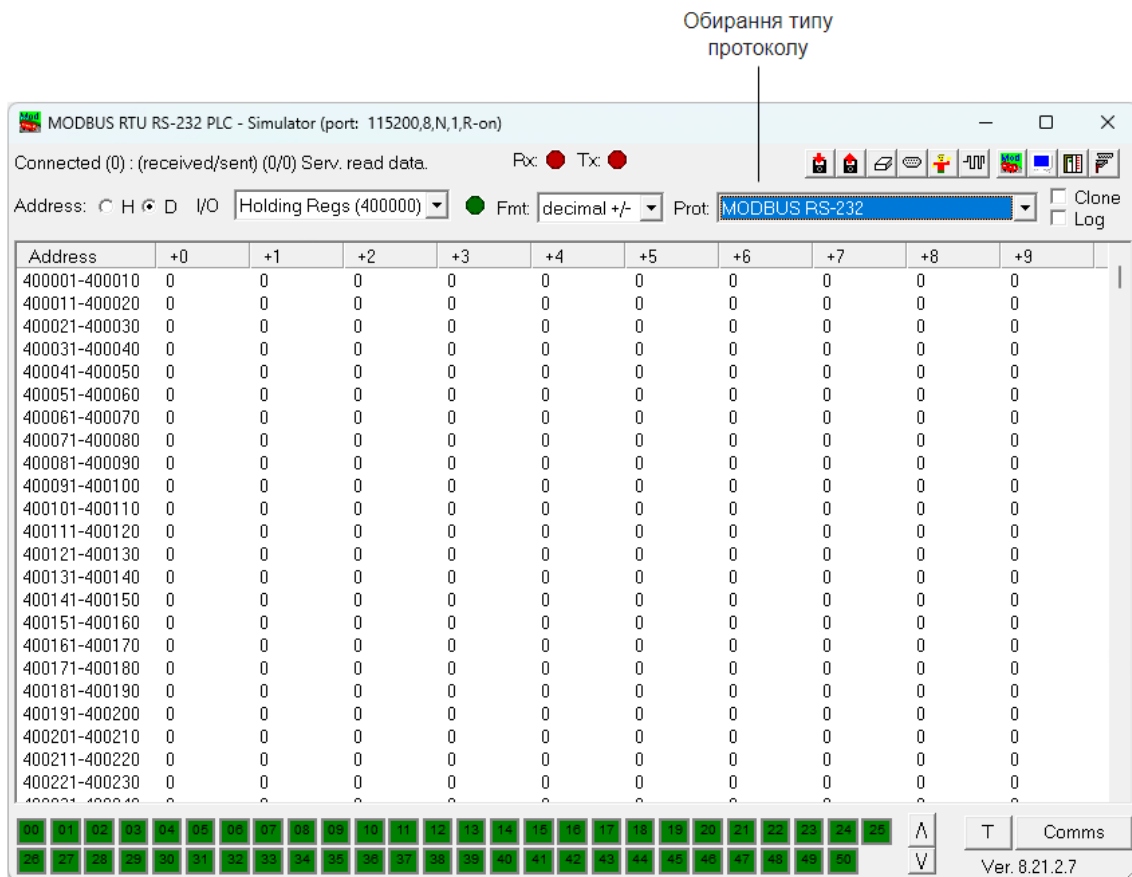 Обирання типу
протоколу
MODBUS RTU RS-232 PLC - Simulator (port: 115200,8,N,1,R-on)
Connected (0) : (received/sent) (0/0) Serv. read data. Rx: Tx:
Address: H D I/O Holding Regs (400000) Fmt: decimal +/- Prot: MODBUS RS-232 Clone
Log
Address +0 +1 +2 +3 +4 +5 +6 +7 +8 +9
400001-400010 0 0 0 0 0 0 0 0 0 0
400011-400020 0 0 0 0 0 0 0 0 0 0
400021-400030 0 0 0 0 0 0 0 0 0 0
400031-400040 0 0 0 0 0 0 0 0 0 0
400041-400050 0 0 0 0 0 0 0 0 0 0
400051-400060 0 0 0 0 0 0 0 0 0 0
400061-400070 0 0 0 0 0 0 0 0 0 0
400071-400080 0 0 0 0 0 0 0 0 0 0
400081-400090 0 0 0 0 0 0 0 0 0 0
400091-400100 0 0 0 0 0 0 0 0 0 0
400101-400110 0 0 0 0 0 0 0 0 0 0
400111-400120 0 0 0 0 0 0 0 0 0 0
400121-400130 0 0 0 0 0 0 0 0 0 0
400131-400140 0 0 0 0 0 0 0 0 0 0
400141-400150 0 0 0 0 0 0 0 0 0 0
400151-400160 0 0 0 0 0 0 0 0 0 0
400161-400170 0 0 0 0 0 0 0 0 0 0
400171-400180 0 0 0 0 0 0 0 0 0 0
400181-400190 0 0 0 0 0 0 0 0 0 0
400191-400200 0 0 0 0 0 0 0 0 0 0
400201-400210 0 0 0 0 0 0 0 0 0 0
400211-400220 0 0 0 0 0 0 0 0 0 0
400221-400230 0 0 0 0 0 0 0 0 0 0
00 01 02 03 04 05 06 07 08 09 10 11 12 13 14 15 16 17 18 19 20 21 22 23 24 25 T Comms
26 27 28 29 30 31 32 33 34 35 36 37 38 39 40 41 42 43 44 45 46 47 48 49 50 Ver. 8.21.2.7